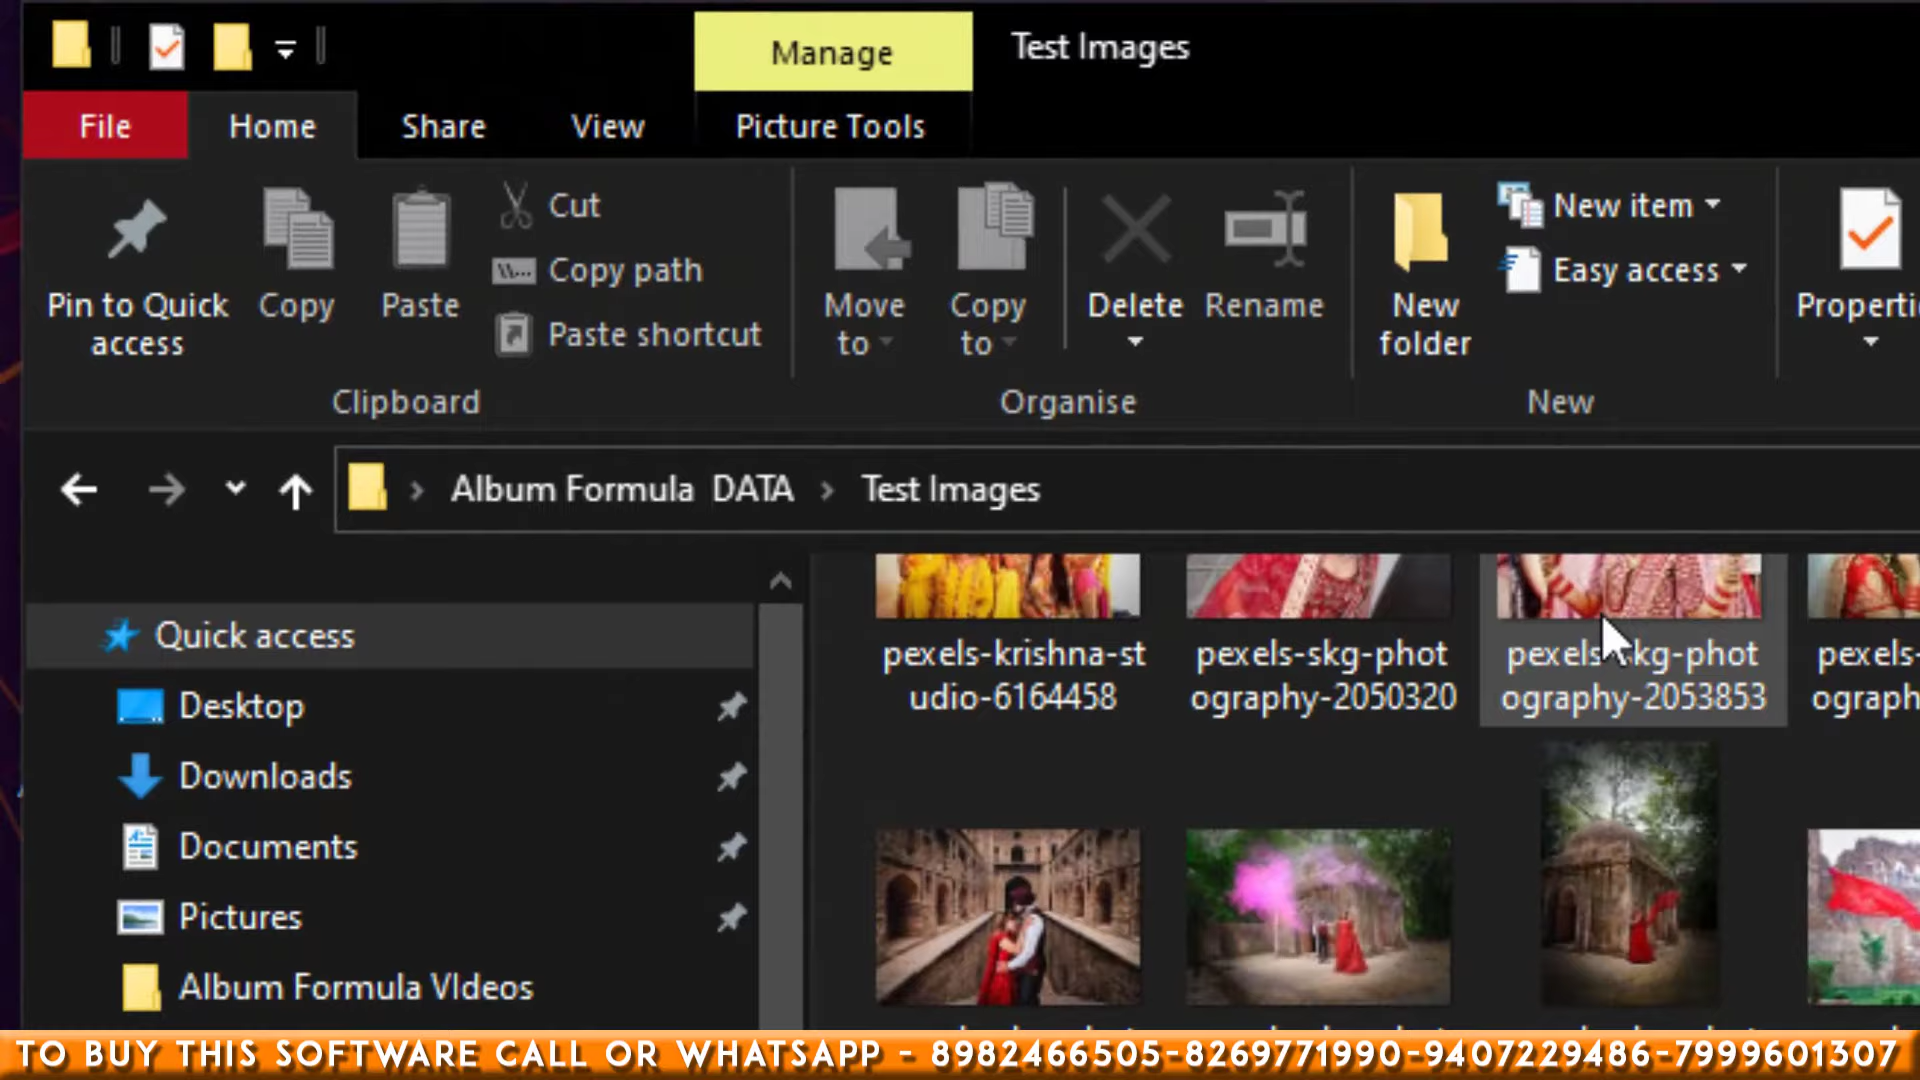 Manage
Test Images
File
Home
Share
View
Picture Tools
Pin to Quick
access
Copy
Paste
Cut
Copy path
Paste shortcut
Move
to
Copy
to
Delete
Rename
New
folder
New item
Easy access
Clipboard
Organise
New
Album Formula DATA
Test Images
Quick access
Desktop
Downloads
Documents
Pictures
Album Formula VIdeos
pexels-krishna-st
udio-6164458
pexels-skg-phot
ography-2050320
ography-2053853
TO BUY THIS SOFTWARE CALL OR WHATSAPP - 8982466505-8269771990-9407229486-7999601307